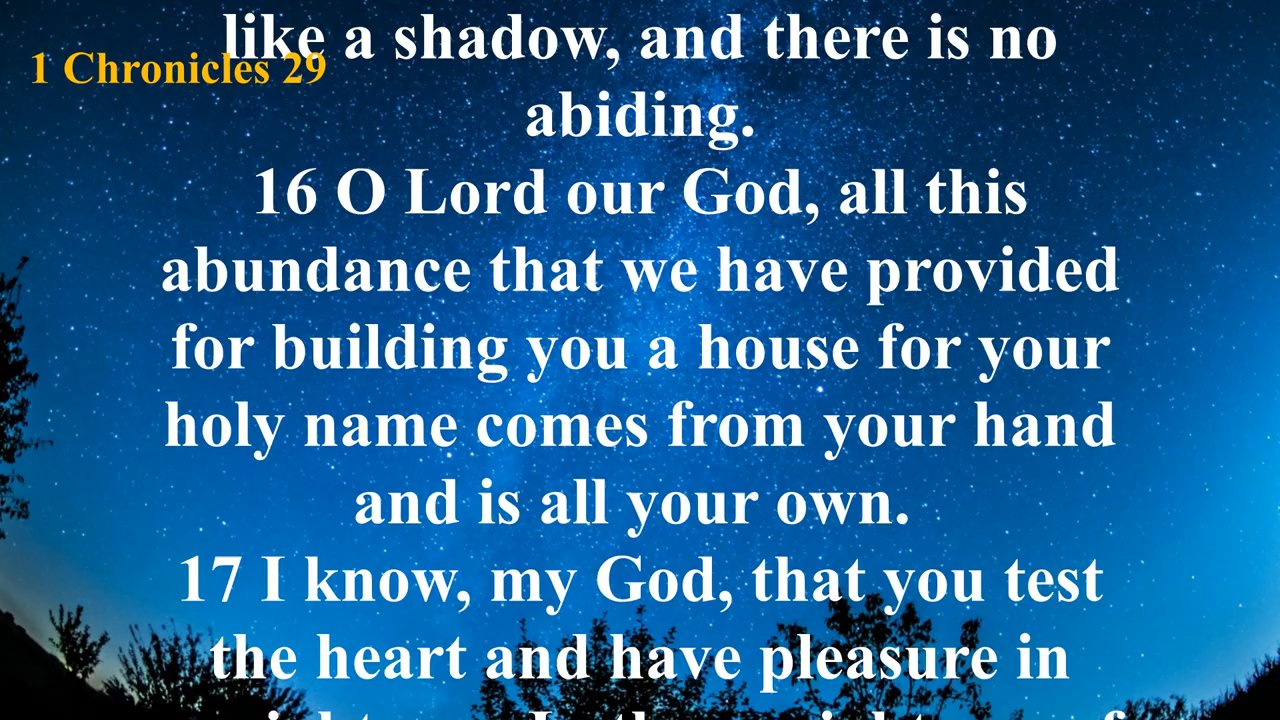 like a shadow, and there is no
1 Chronicles 29
abiding.
16 O Lord our God, all this
abundance that we have provided
for building you a house for your
holy name comes from your hand
and is all your own.
17 I know, my God, that you test
the heart and have pleasure in